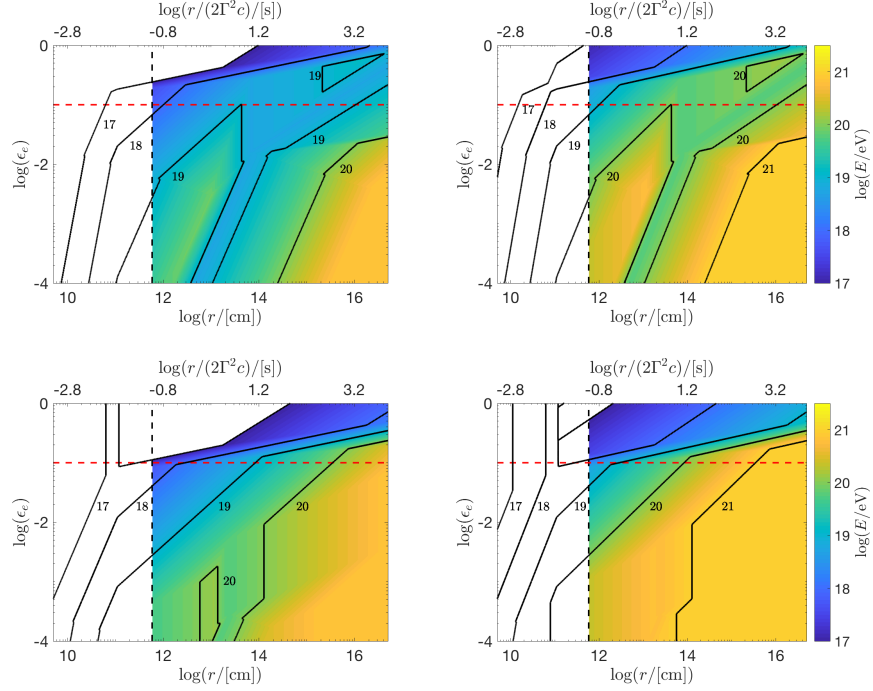 log(r/(2Γ²c)/[s]) log(r/(2Γ²c)/[s])
-2.8 -0.8 1.2 3.2 -2.8 -0.8 1.2 3.2
0 0
-2 -2
-4 -4
log(ϵₑ) log(ϵₑ)
17 18 19 19 19 20
17 18 20 20 20 21
10 12 14 16 10 12 14 16
log(r/[cm]) log(r/[cm])
21
20
19
18
17
log(E/eV)
log(r/(2Γ²c)/[s]) log(r/(2Γ²c)/[s])
-2.8 -0.8 1.2 3.2 -2.8 -0.8 1.2 3.2
0 0
-2 -2
-4 -4
log(ϵₑ) log(ϵₑ)
17 18 19 20 20
17 18 19 20 21
10 12 14 16 10 12 14 16
log(r/[cm]) log(r/[cm])
21
20
19
18
17
log(E/eV)